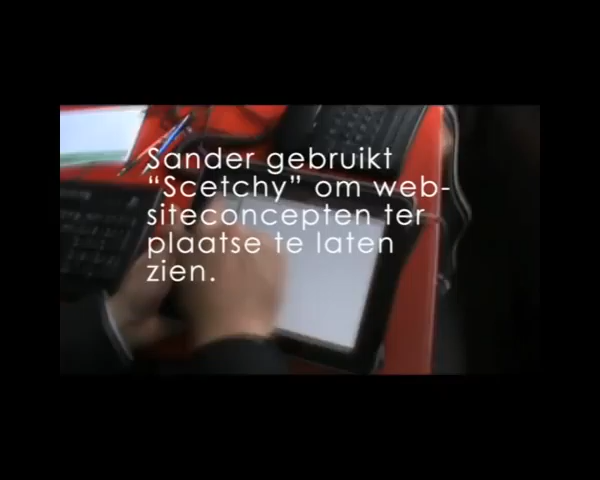 Sander gebruikt
“Scetchy” om web-
siteconcepten ter
plaatse te laten
zien.